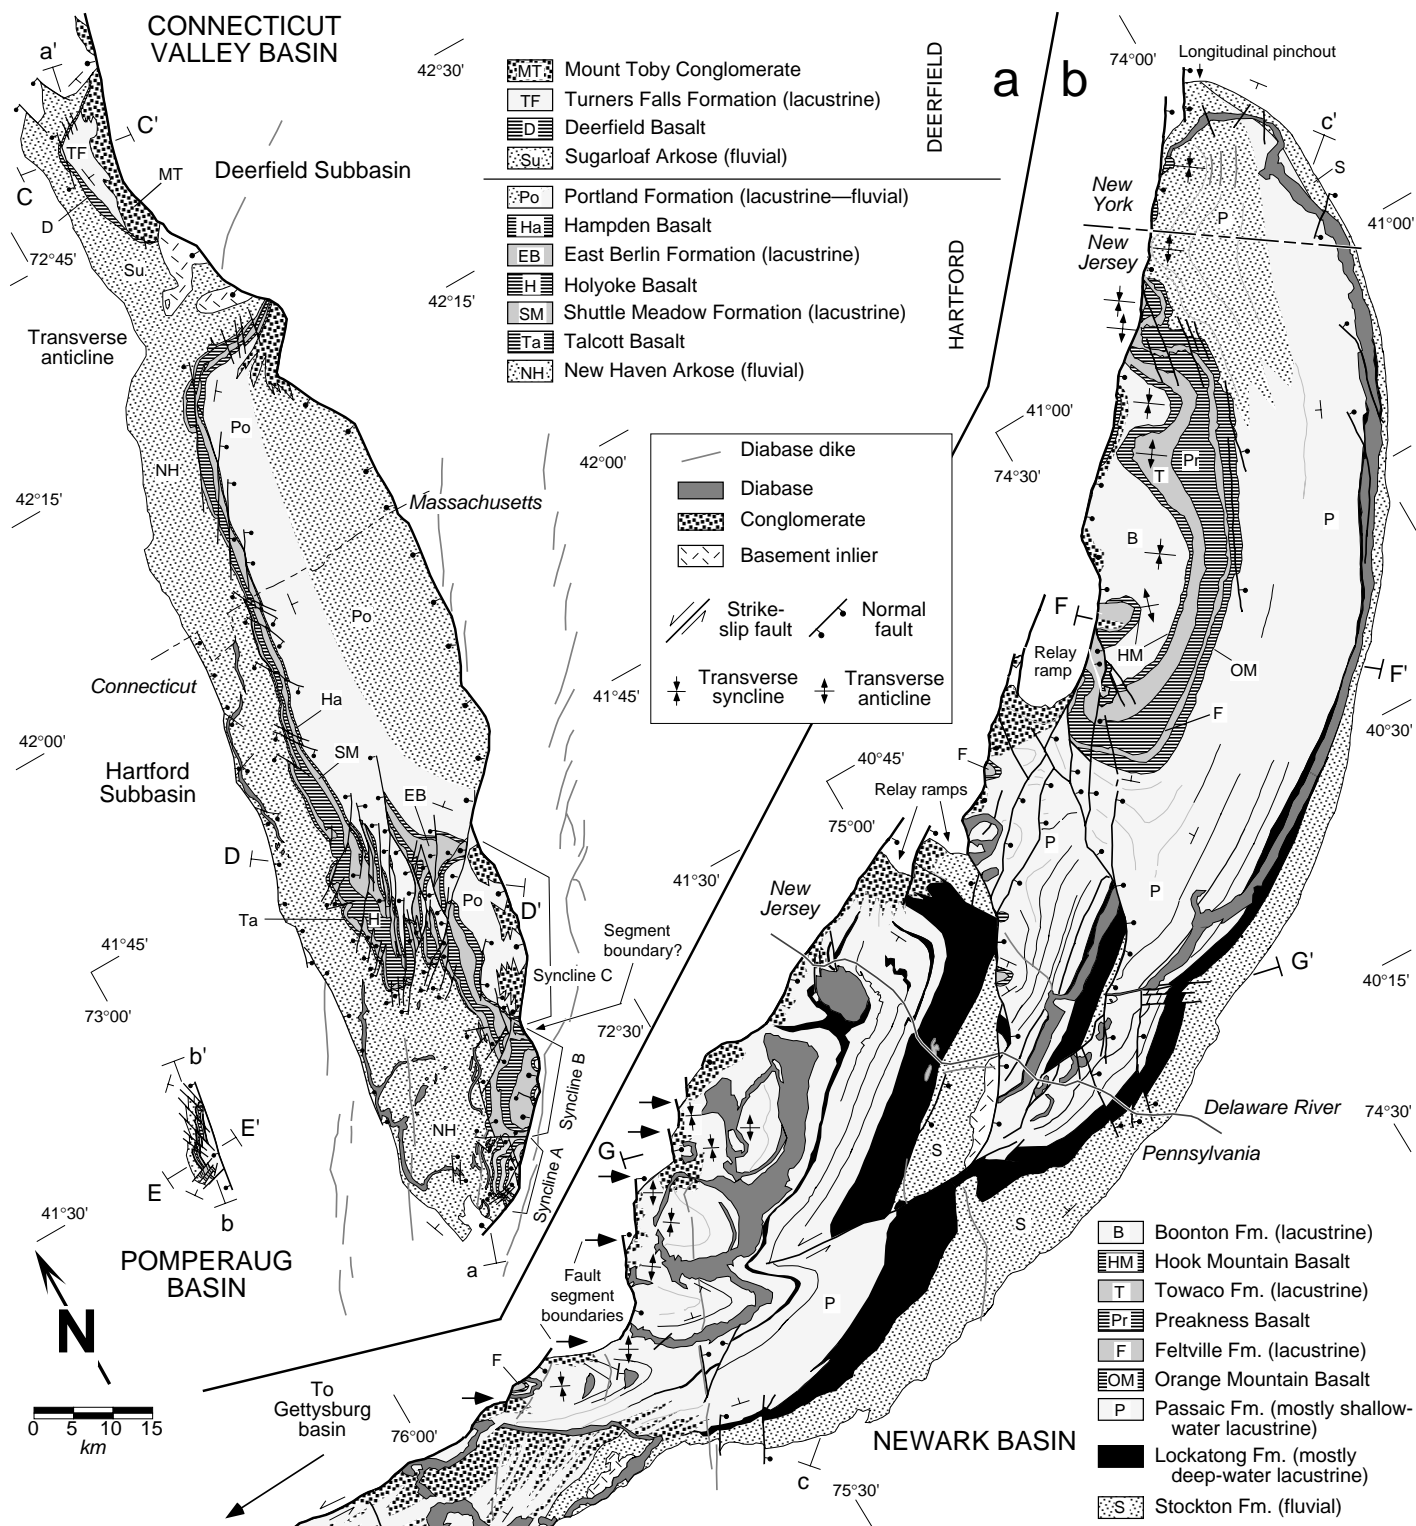 CONNECTICUT
VALLEY BASIN
a'
C'
TF
C
MT
D
Deerfield Subbasin
72°45'
Su
Transverse
anticline
42°30'
42°15'
MT Mount Toby Conglomerate
TF Turners Falls Formation (lacustrine)
D Deerfield Basalt
Su Sugarloaf Arkose (fluvial)
DEERFIELD
Po Portland Formation (lacustrine—fluvial)
Ha Hampden Basalt
EB East Berlin Formation (lacustrine)
H Holyoke Basalt
SM Shuttle Meadow Formation (lacustrine)
Ta Talcott Basalt
NH New Haven Arkose (fluvial)
HARTFORD
a
b
74°00'
Longitudinal pinchout
c'
S
New
York
P
New
Jersey
41°00'
41°00'
74°30'
Po
NH
42°15'
Massachusetts
42°00'
Po
Connecticut
Ha
42°00'
SM
Hartford
Subbasin
EB
D
Po
D'
Ta
H
41°45'
73°00'
Syncline C
Segment
boundary?
72°30'
Syncline B
NH
Syncline A
a
41°45'
41°30'
Diabase dike
Diabase
Conglomerate
Basement inlier
Strike-
slip fault
Normal
fault
Transverse
syncline
Transverse
anticline
T
Pr
B
P
F
Relay
ramp
HM
OM
F'
F
40°30'
F
40°45'
Relay ramps
75°00'
P
P
New
Jersey
G'
40°15'
Delaware River
74°30'
Pennsylvania
S
G
S
P
Fault
segment
boundaries
F
b'
E'
E
b
41°30'
POMPERAUG
BASIN
N
0 5 10 15
km
To
Gettysburg
basin
76°00'
NEWARK BASIN
c
75°30'
B Boonton Fm. (lacustrine)
HM Hook Mountain Basalt
T Towaco Fm. (lacustrine)
Pr Preakness Basalt
F Feltville Fm. (lacustrine)
OM Orange Mountain Basalt
P Passaic Fm. (mostly shallow-
water lacustrine)
Lockatong Fm. (mostly
deep-water lacustrine)
S Stockton Fm. (fluvial)